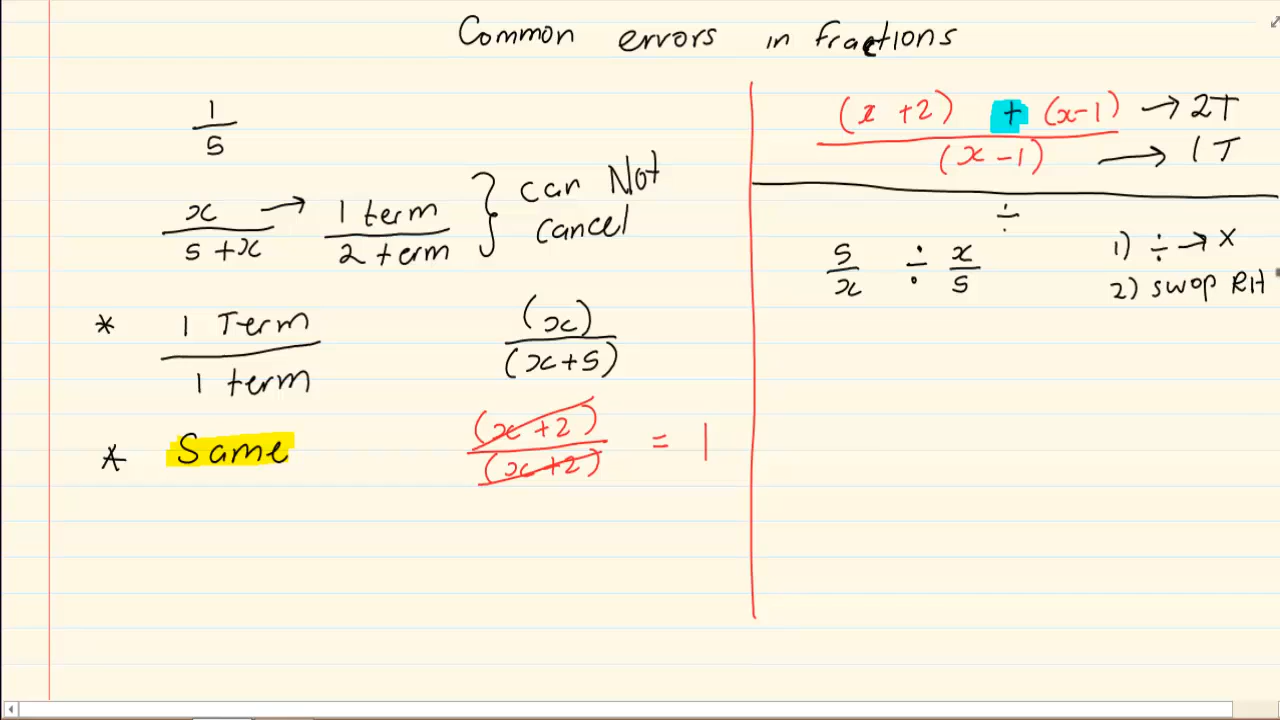 Common errors in fractions
1
5
x → 1 term } can Not
5 + x 2 term cancel
* 1 Term (x)
1 term (x+5)
* Same (x+2) = 1
(x+2)
(x +2) + (x-1) → 2T
(x - 1) → 1T
÷
5 ÷ x 1) ÷ → x
x 5 2) swop RH